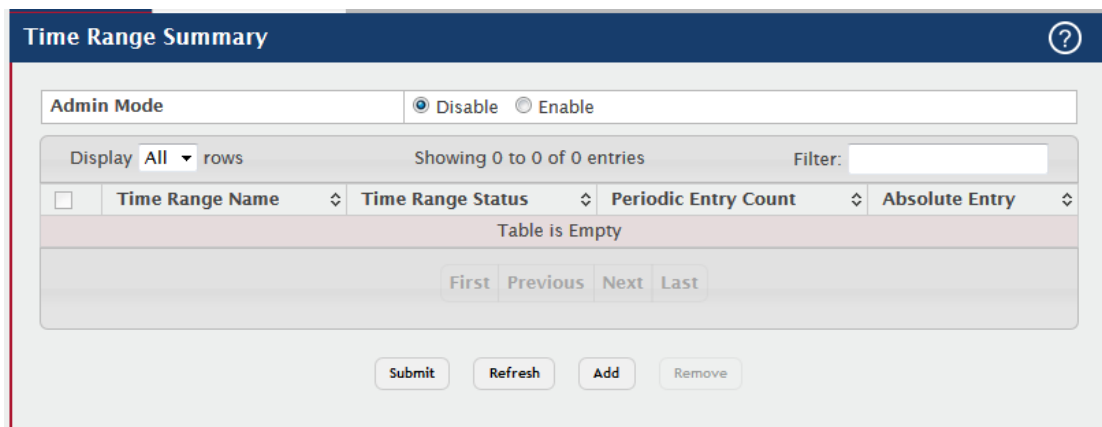 Time Range Summary ?
Admin Mode Disable Enable
Display All rows Showing 0 to 0 of 0 entries Filter:
Time Range Name Time Range Status Periodic Entry Count Absolute Entry
Table is Empty
First Previous Next Last
Submit Refresh Add Remove